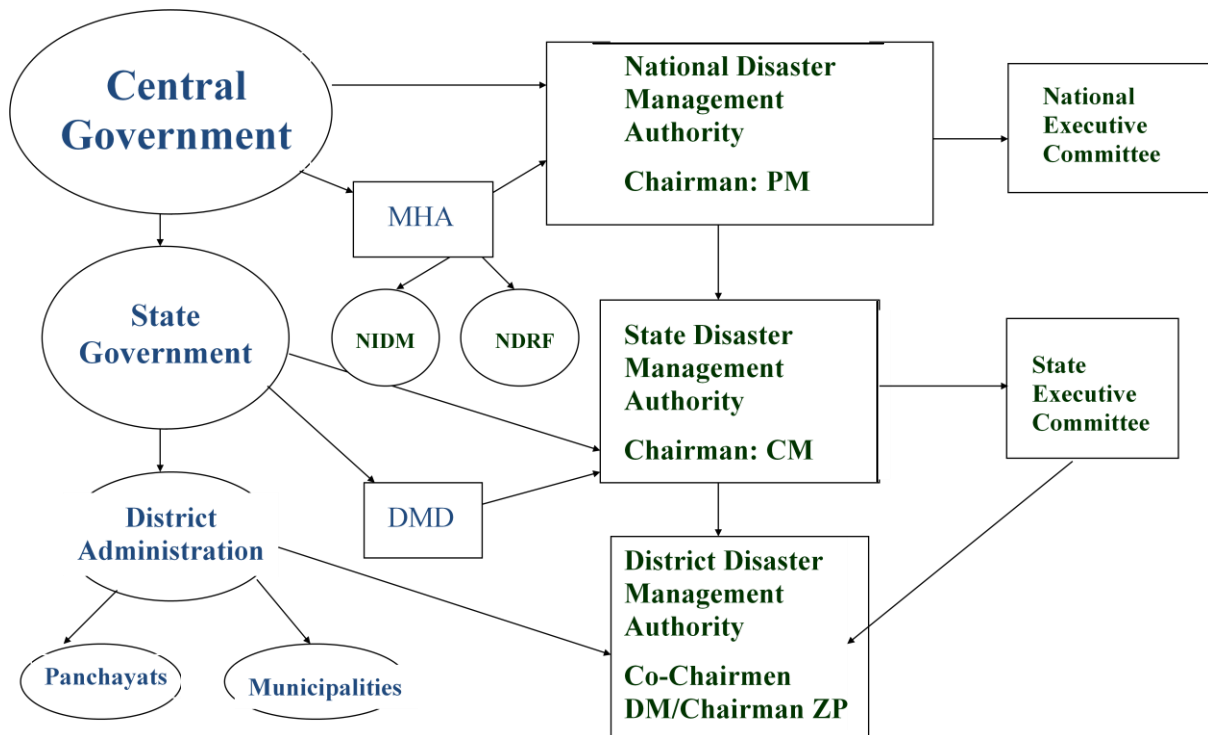 Central
Government
National Disaster
Management
Authority
Chairman: PM
National
Executive
Committee
MHA
NIDM
NDRF
State
Government
State Disaster
Management
Authority
Chairman: CM
State
Executive
Committee
DMD
District
Administration
District Disaster
Management
Authority
Co-Chairmen
DM/Chairman ZP
Panchayats
Municipalities